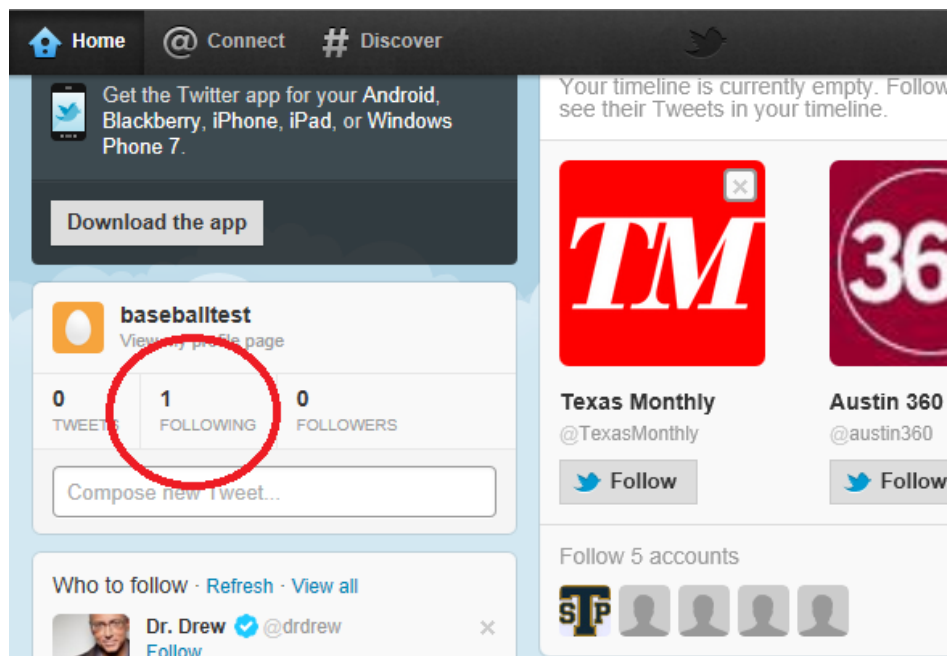 Home
@ Connect
# Discover
Get the Twitter app for your Android,
Blackberry, iPhone, iPad, or Windows
Phone 7.
Download the app
baseballtest
View my profile page
0
TWEETS
1
FOLLOWING
0
FOLLOWERS
Compose new Tweet...
Who to follow · Refresh · View all
Dr. Drew @drdrew
Follow
Your timeline is currently empty. Follow
see their Tweets in your timeline.
TM
Texas Monthly
@TexasMonthly
Follow
36
Austin 360
@austin360
Follow
Follow 5 accounts
STP